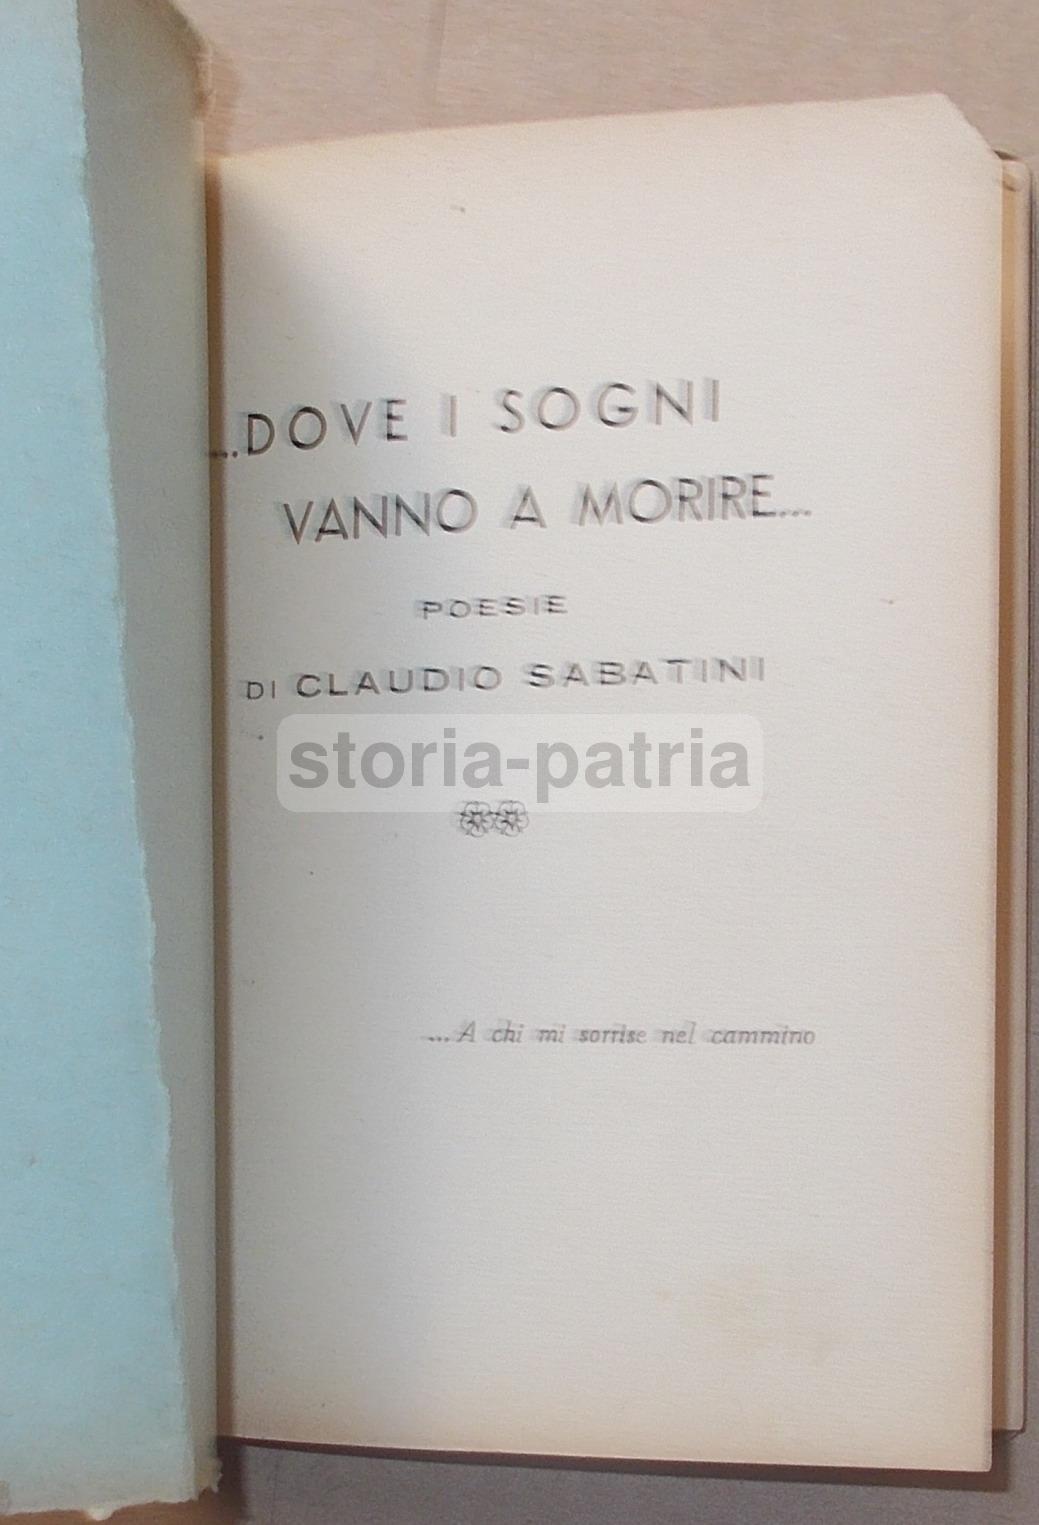 ...DOVE I SOGNI
VANNO A MORIRE...
POESIE
DI CLAUDIO SABATINI
storia-patria
...A chi mi sorrise nel cammino